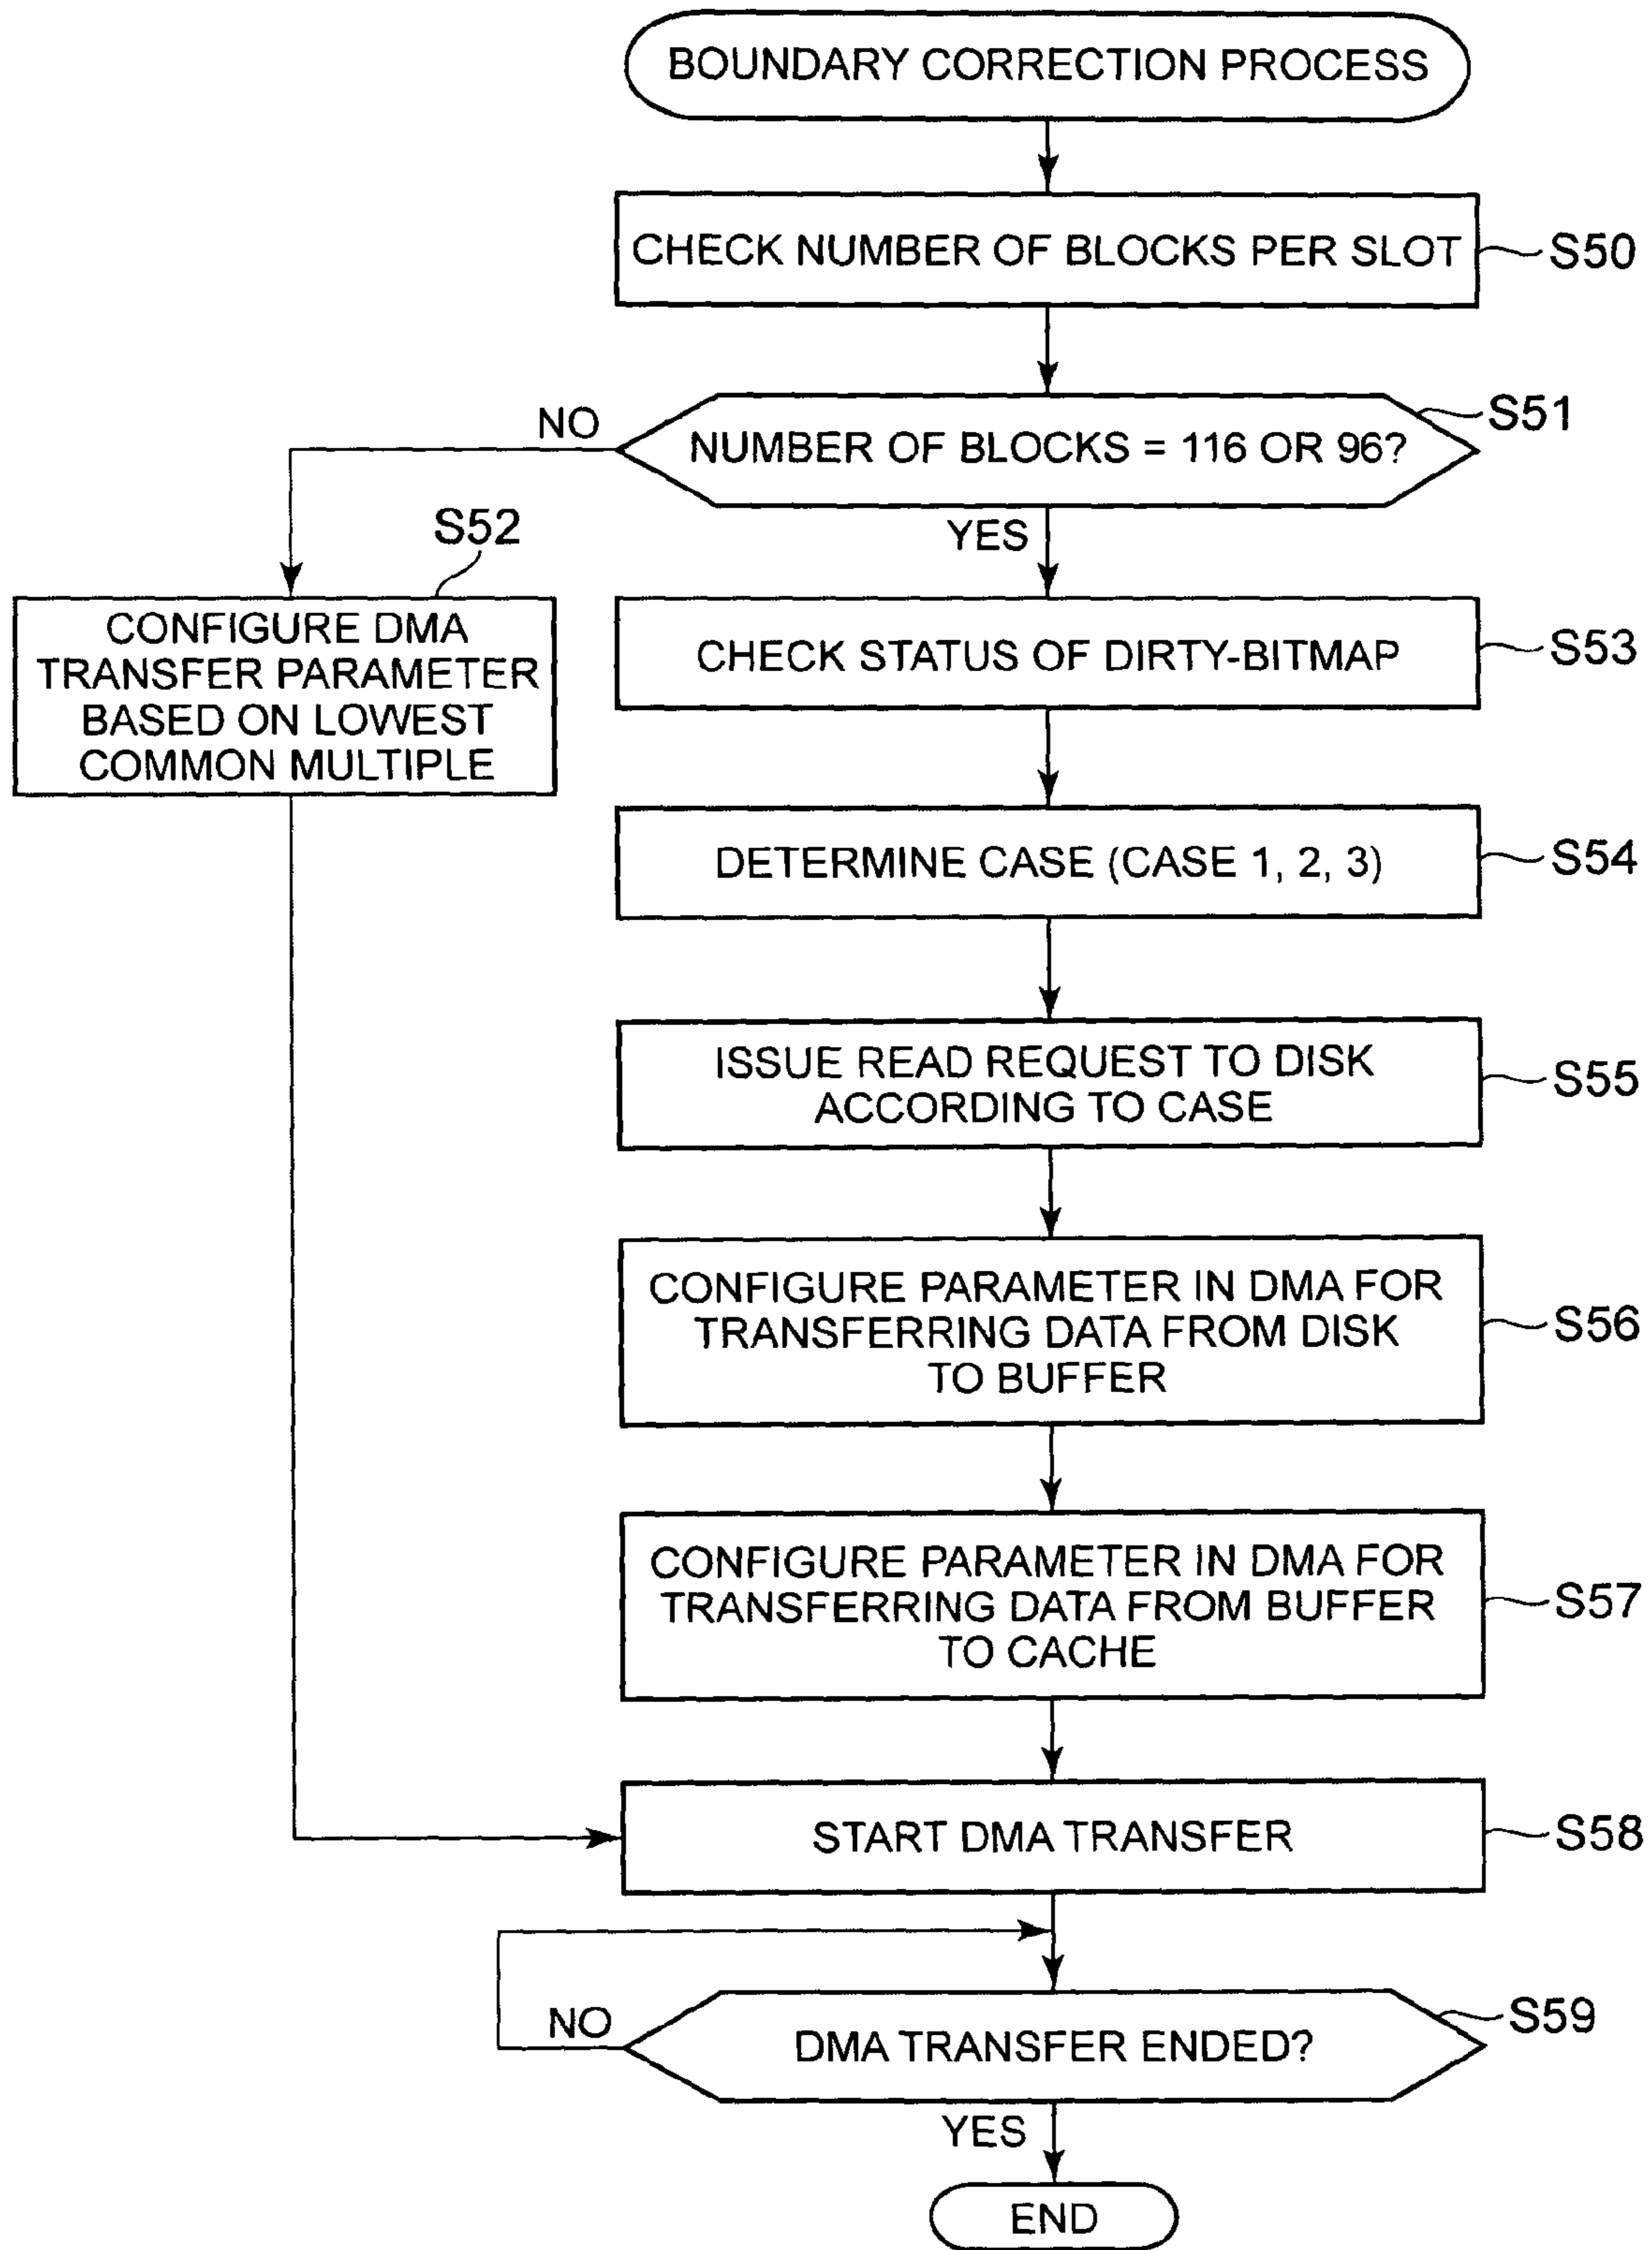 BOUNDARY CORRECTION PROCESS
CHECK NUMBER OF BLOCKS PER SLOT
S50
NUMBER OF BLOCKS = 116 OR 96?
S51
NO
YES
S52
CONFIGURE DMA
TRANSFER PARAMETER
BASED ON LOWEST
COMMON MULTIPLE
CHECK STATUS OF DIRTY-BITMAP
S53
DETERMINE CASE (CASE 1, 2, 3)
S54
ISSUE READ REQUEST TO DISK
ACCORDING TO CASE
S55
CONFIGURE PARAMETER IN DMA FOR
TRANSFERRING DATA FROM DISK
TO BUFFER
S56
CONFIGURE PARAMETER IN DMA FOR
TRANSFERRING DATA FROM BUFFER
TO CACHE
S57
START DMA TRANSFER
S58
NO
DMA TRANSFER ENDED?
S59
YES
END